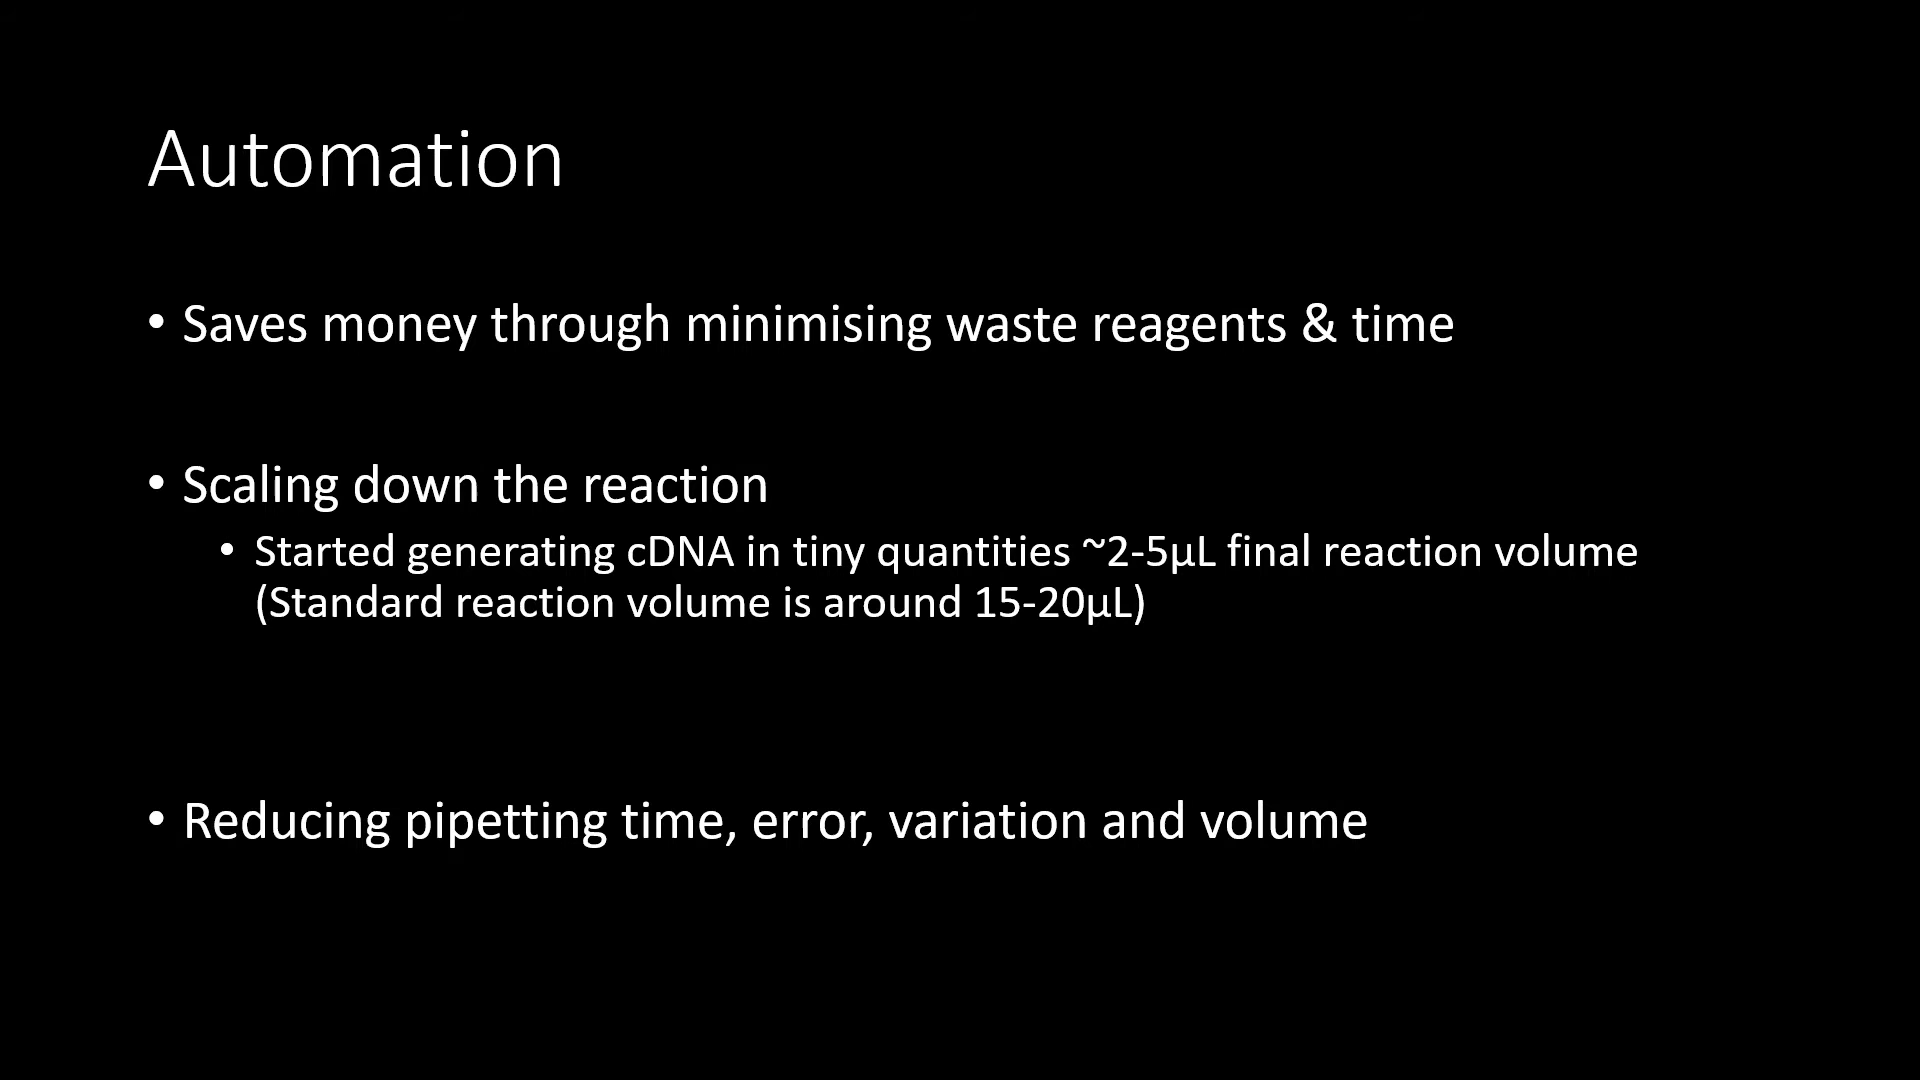 Automation
• Saves money through minimising waste reagents & time
• Scaling down the reaction
• Started generating cDNA in tiny quantities ~2-5µL final reaction volume
(Standard reaction volume is around 15-20µL)
• Reducing pipetting time, error, variation and volume